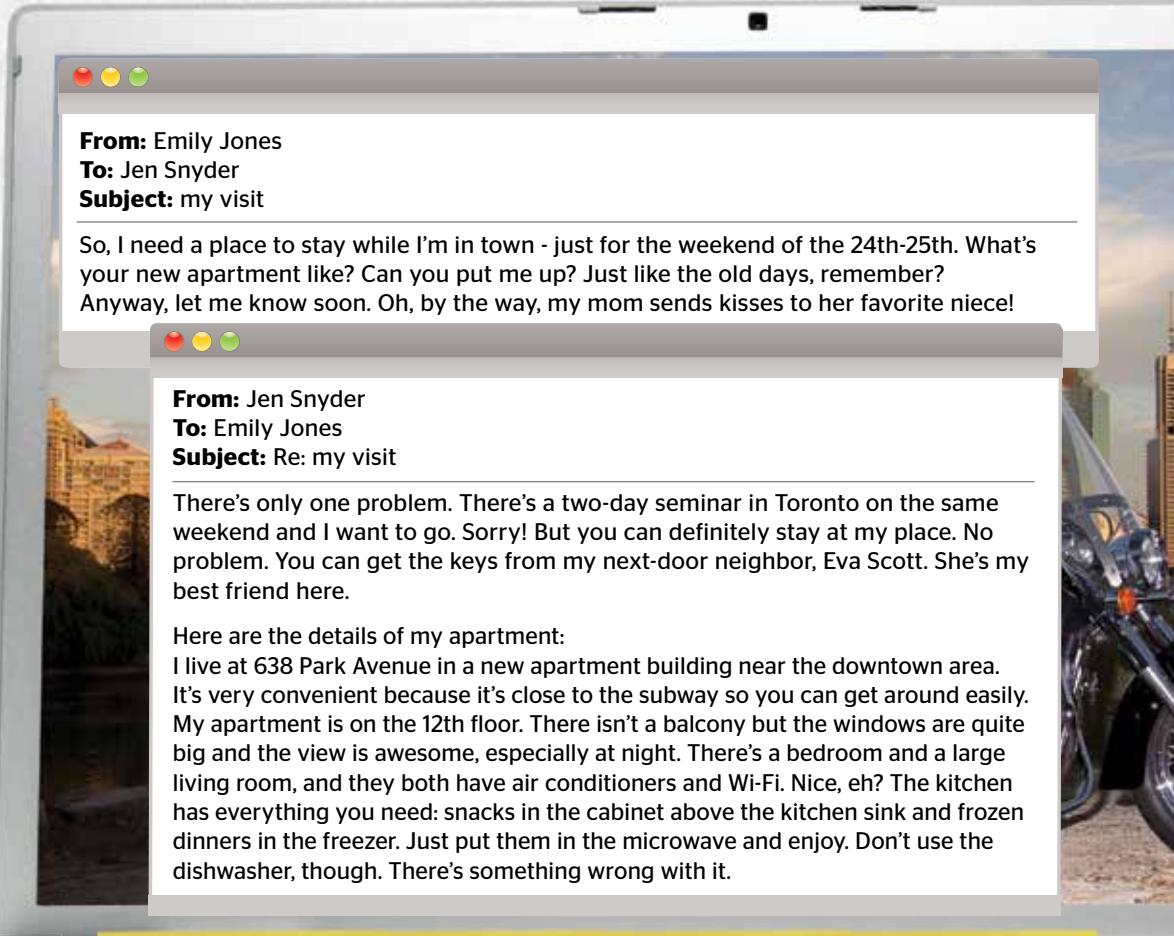 From: Emily Jones
To: Jen Snyder
Subject: my visit
So, I need a place to stay while I'm in town - just for the weekend of the 24th-25th. What's
your new apartment like? Can you put me up? Just like the old days, remember?
Anyway, let me know soon. Oh, by the way, my mom sends kisses to her favorite niece!
From: Jen Snyder
To: Emily Jones
Subject: Re: my visit
There's only one problem. There's a two-day seminar in Toronto on the same
weekend and I want to go. Sorry! But you can definitely stay at my place. No
problem. You can get the keys from my next-door neighbor, Eva Scott. She's my
best friend here.
Here are the details of my apartment:
I live at 638 Park Avenue in a new apartment building near the downtown area.
It's very convenient because it's close to the subway so you can get around easily.
My apartment is on the 12th floor. There isn't a balcony but the windows are quite
big and the view is awesome, especially at night. There's a bedroom and a large
living room, and they both have air conditioners and Wi-Fi. Nice, eh? The kitchen
has everything you need: snacks in the cabinet above the kitchen sink and frozen
dinners in the freezer. Just put them in the microwave and enjoy. Don't use the
dishwasher, though. There's something wrong with it.